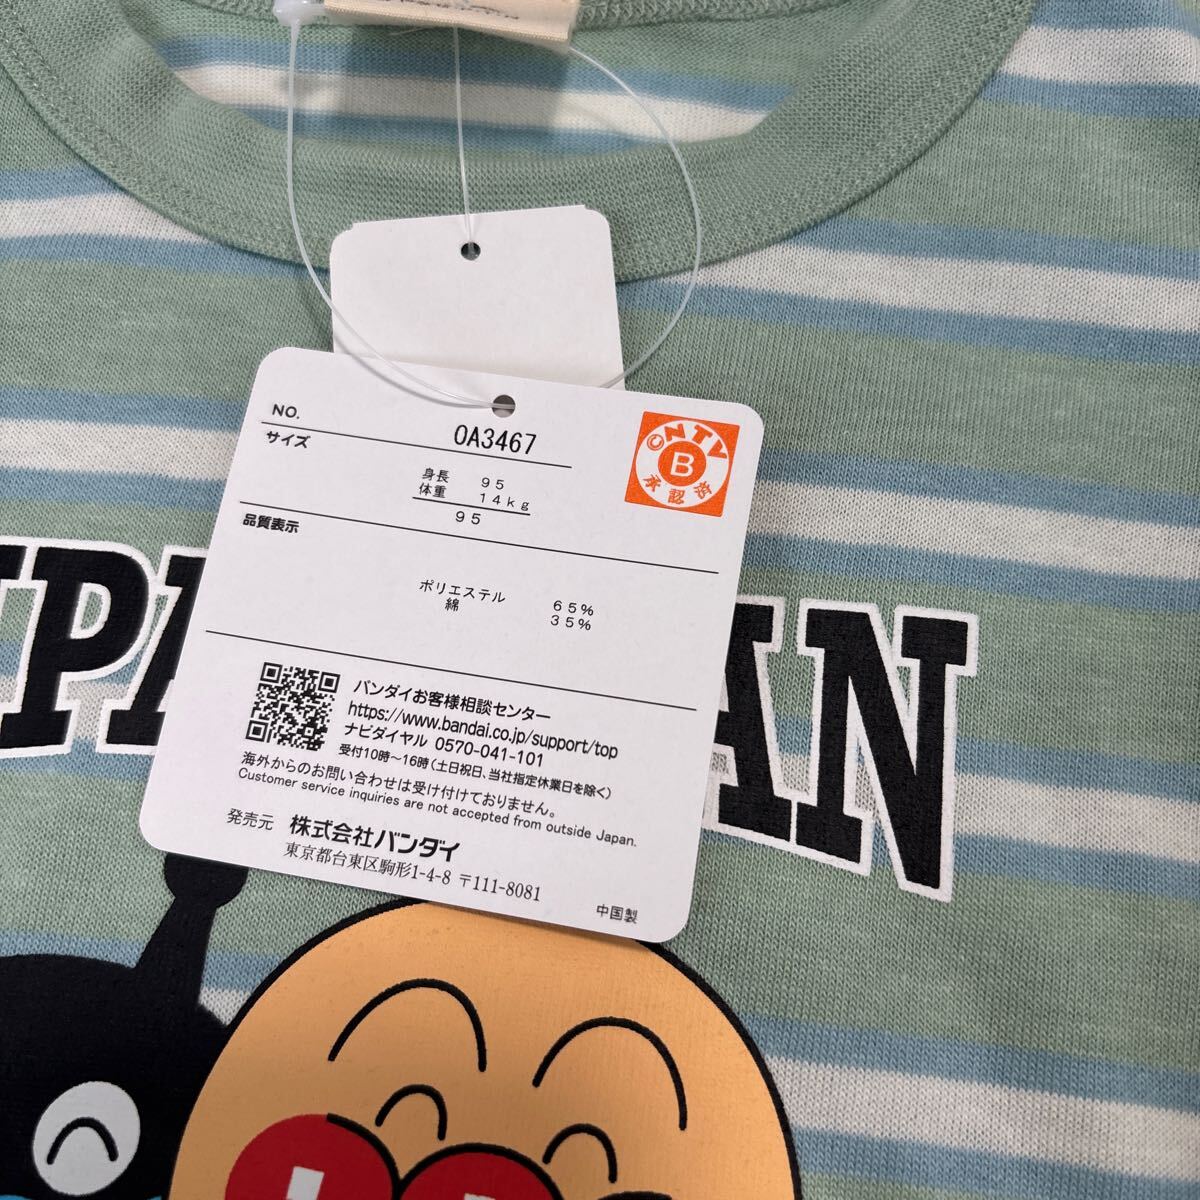 NO. 0A3467
サイズ
身長 95
体重 14kg
95
品質表示
ポリエステル 65%
綿 35%
©NTV
B
承認済
バンダイお客様相談センター
https://www.bandai.co.jp/support/top
ナビダイヤル 0570-041-101
受付10時～16時(土日祝日、当社指定休業日を除く)
海外からのお問い合わせは受け付けておりません。
Customer service inquiries are not accepted from outside Japan.
発売元 株式会社バンダイ
東京都台東区駒形1-4-8 〒111-8081
中国製